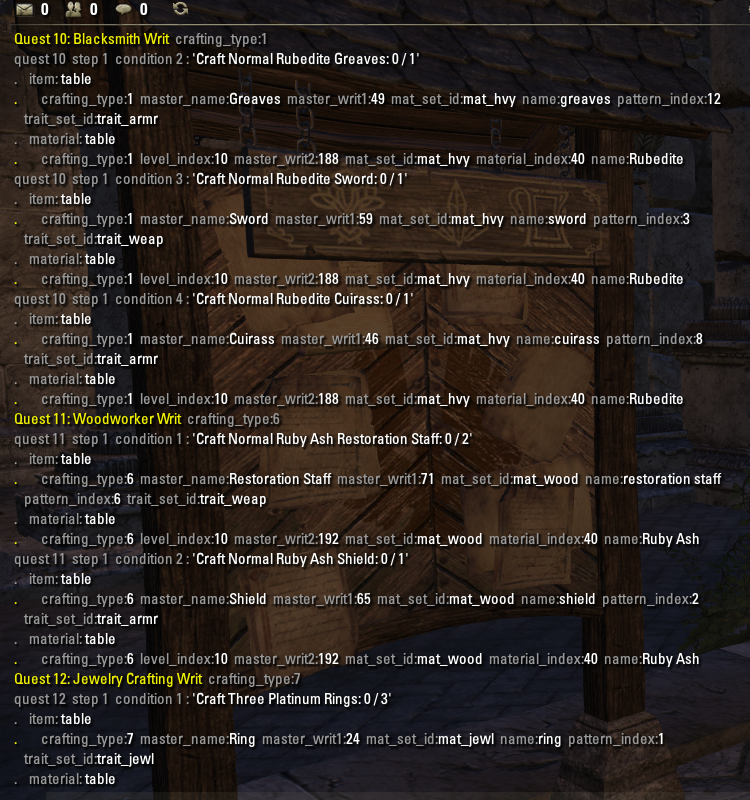 0 0 0
Quest 10: Blacksmith Writ crafting_type:1
quest 10 step 1 condition 2 : 'Craft Normal Rubedite Greaves: 0 / 1'
. item: table
. crafting_type:1 master_name:Greaves master_writ1:49 mat_set_id:mat_hvy name:greaves pattern_index:12
trait_set_id:trait_armr
. material: table
. crafting_type:1 level_index:10 master_writ2:188 mat_set_id:mat_hvy material_index:40 name:Rubedite
quest 10 step 1 condition 3 : 'Craft Normal Rubedite Sword: 0 / 1'
. item: table
. crafting_type:1 master_name:Sword master_writ1:59 mat_set_id:mat_hvy name:sword pattern_index:3
trait_set_id:trait_weap
. material: table
. crafting_type:1 level_index:10 master_writ2:188 mat_set_id:mat_hvy material_index:40 name:Rubedite
quest 10 step 1 condition 4 : 'Craft Normal Rubedite Cuirass: 0 / 1'
. item: table
. crafting_type:1 master_name:Cuirass master_writ1:46 mat_set_id:mat_hvy name:cuirass pattern_index:8
trait_set_id:trait_armr
. material: table
. crafting_type:1 level_index:10 master_writ2:188 mat_set_id:mat_hvy material_index:40 name:Rubedite
Quest 11: Woodworker Writ crafting_type:6
quest 11 step 1 condition 1 : 'Craft Normal Ruby Ash Restoration Staff: 0 / 2'
. item: table
. crafting_type:6 master_name:Restoration Staff master_writ1:71 mat_set_id:mat_wood name:restoration staff
pattern_index:6 trait_set_id:trait_weap
. material: table
. crafting_type:6 level_index:10 master_writ2:192 mat_set_id:mat_wood material_index:40 name:Ruby Ash
quest 11 step 1 condition 2 : 'Craft Normal Ruby Ash Shield: 0 / 1'
. item: table
. crafting_type:6 master_name:Shield master_writ1:65 mat_set_id:mat_wood name:shield pattern_index:2
trait_set_id:trait_armr
. material: table
. crafting_type:6 level_index:10 master_writ2:192 mat_set_id:mat_wood material_index:40 name:Ruby Ash
Quest 12: Jewelry Crafting Writ crafting_type:7
quest 12 step 1 condition 1 : 'Craft Three Platinum Rings: 0 / 3'
. item: table
. crafting_type:7 master_name:Ring master_writ1:24 mat_set_id:mat_jewl name:ring pattern_index:1
trait_set_id:trait_jewl
. material: table